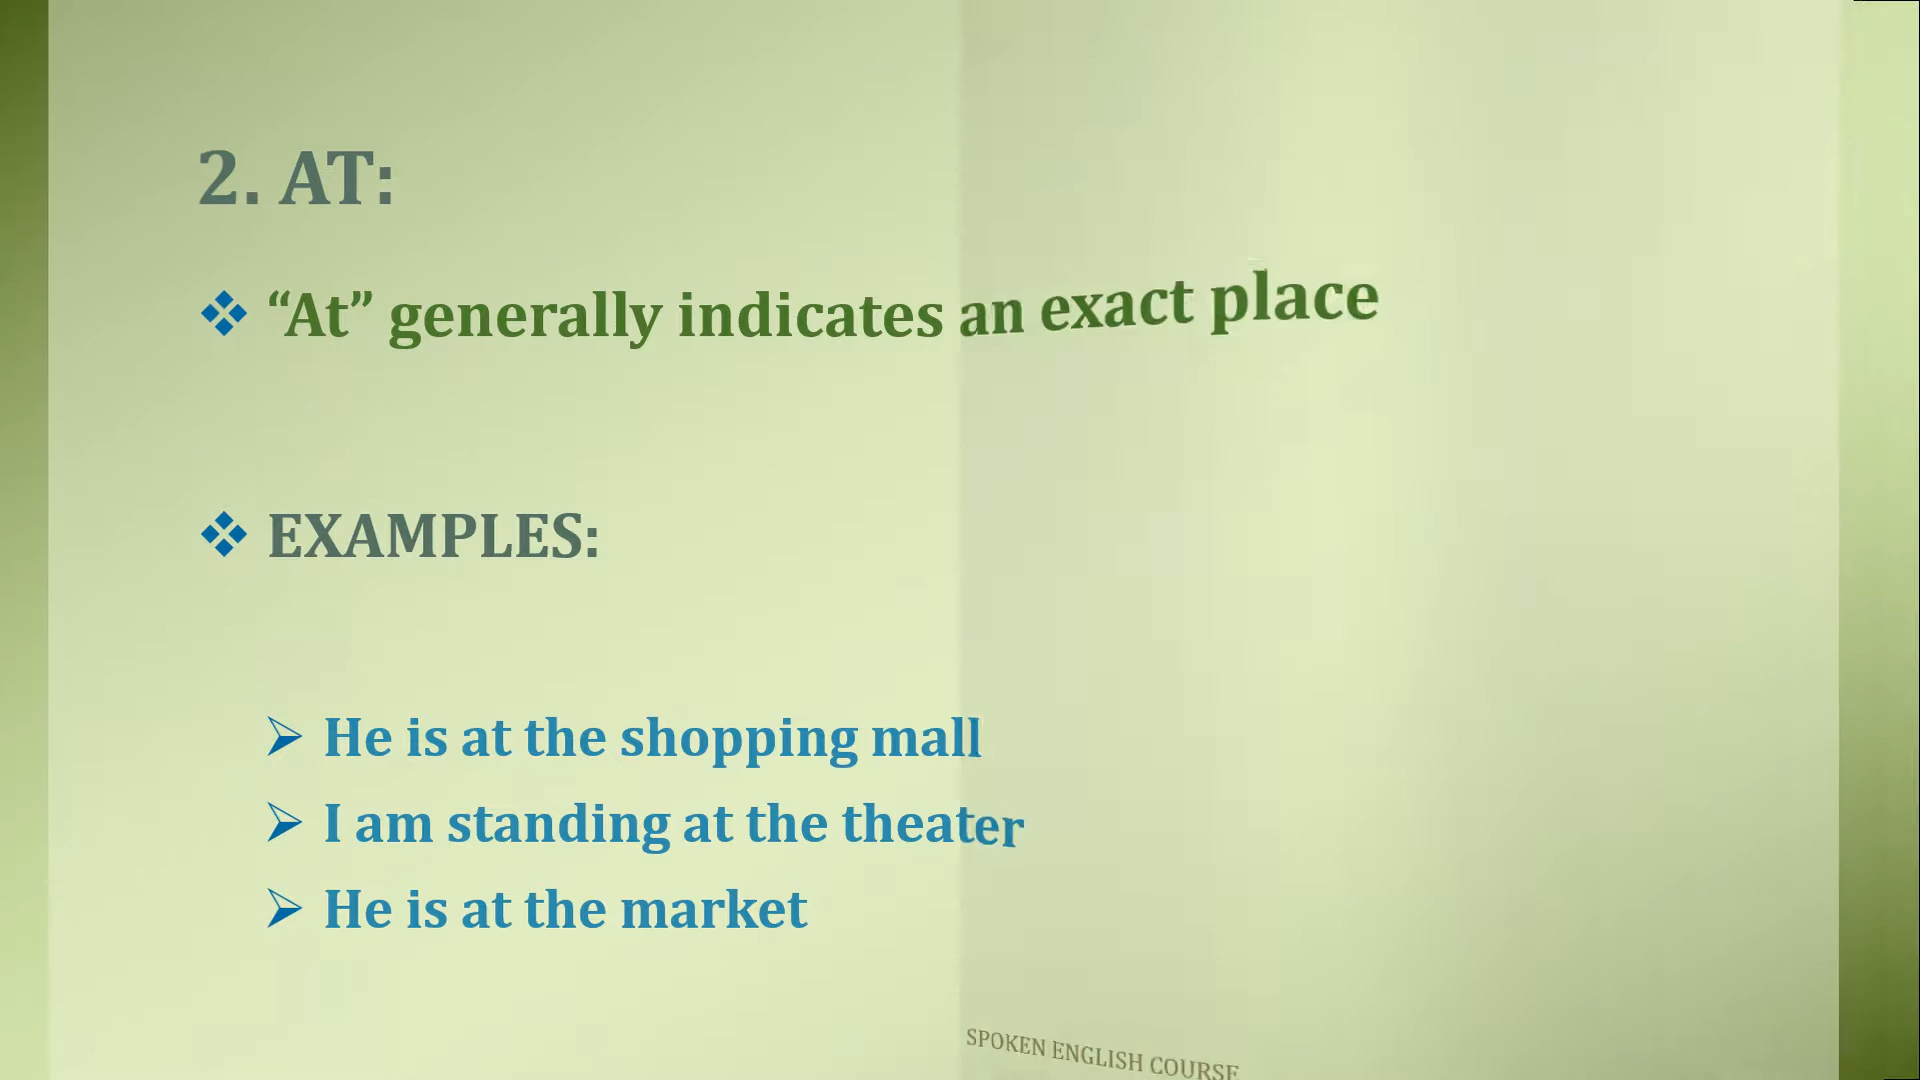 2. AT:
“At” generally indicates an exact place
EXAMPLES:
He is at the shopping mall
I am standing at the theater
He is at the market
SPOKEN ENGLISH COURSE